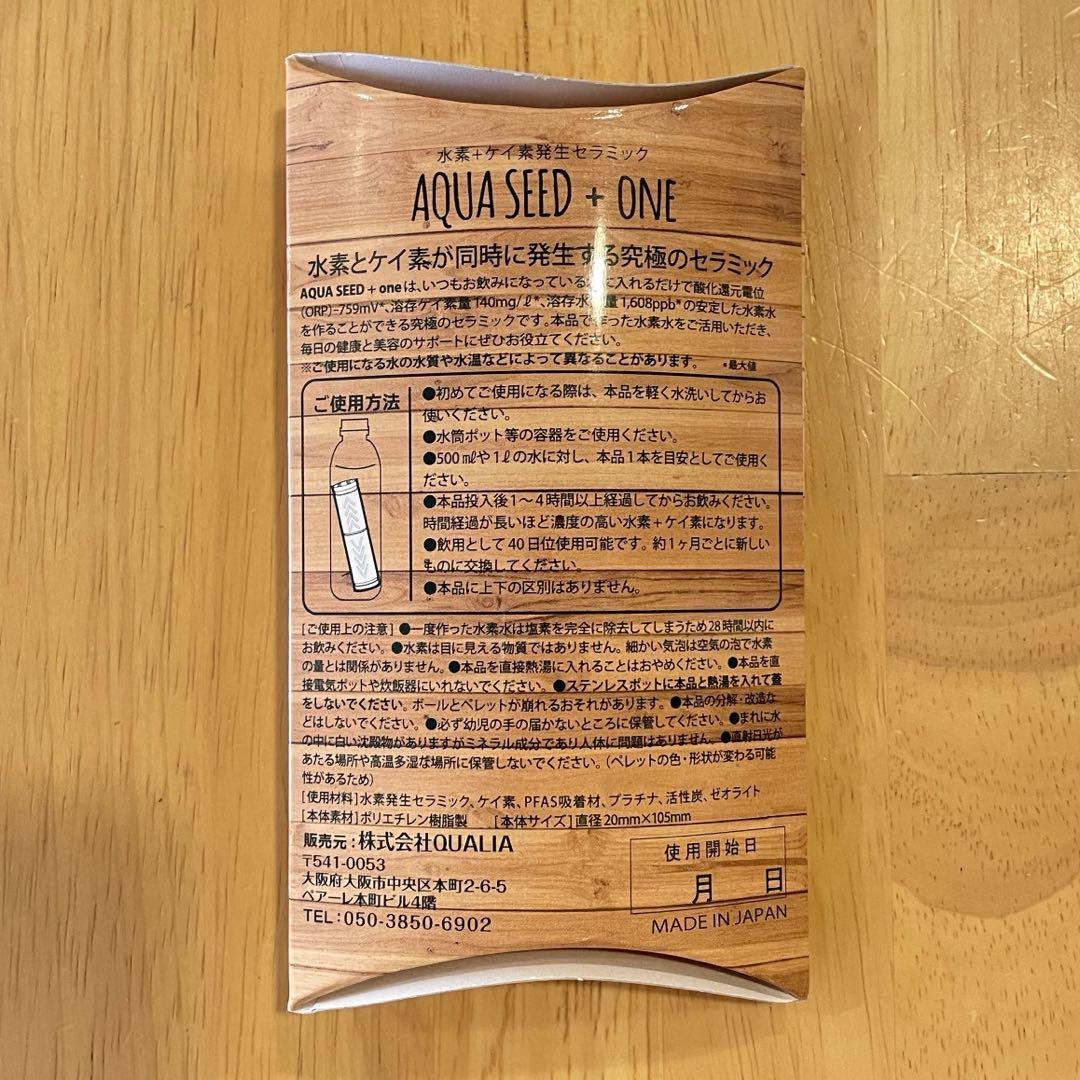 水素+ケイ素発生セラミック
AQUA SEED + ONE
水素とケイ素が同時に発生する究極のセラミック
AQUA SEED + oneは、いつもお飲みになっている に入れるだけで酸化還元電位
(ORP)-759mV*、溶存ケイ素量140mg/ℓ*、溶存水 量1,608ppb*の安定した水素水
を作ることができる究極のセラミックです。本品で作った水素水をご活用いただき、
毎日の健康と美容のサポートにぜひお役立てください。
※ご使用になる水の水質や水温などによって異なることがあります。 *最大値
ご使用方法
●初めてご使用になる際は、本品を軽く水洗いしてからお
使いください。
●水筒ポット等の容器をご使用ください。
●500㎖や1ℓの水に対し、本品1本を目安としてご使用く
ださい。
●本品投入後1～4時間以上経過してからお飲みください。
時間経過が長いほど濃度の高い水素+ケイ素になります。
●飲用として40日位使用可能です。約1ヶ月ごとに新しい
ものに交換してください。
●本品に上下の区別はありません。
[ご使用上の注意] ●一度作った水素水は塩素を完全に除去してしまうため28時間以内に
お飲みください。●水素は目に見える物質ではありません。細かい気泡は空気の泡で水素
の量とは関係がありません。●本品を直接熱湯に入れることはおやめください。●本品を直
接電気ポットや炊飯器にいれないでください。●ステンレスポットに本品と熱湯を入れて蓋
をしないでください。ボールとペレットが崩れるおそれがあります。●本品の分解・改造な
どはしないでください。●必ず幼児の手の届かないところに保管してください。●まれに水
の中に白い沈殿物がありますがミネラル成分であり人体に問題はありません。●直射日光が
あたる場所や高温多湿な場所に保管しないでください。(ペレットの色・形状が変わる可能
性があるため)
[使用材料]水素発生セラミック、ケイ素、PFAS吸着材、プラチナ、活性炭、ゼオライト
[本体素材]ポリエチレン樹脂製 [本体サイズ]直径20mm×105mm
販売元:株式会社QUALIA
〒541-0053
大阪府大阪市中央区本町2-6-5
ペアーレ本町ビル4階
TEL:050-3850-6902
使用開始日
月 日
MADE IN JAPAN